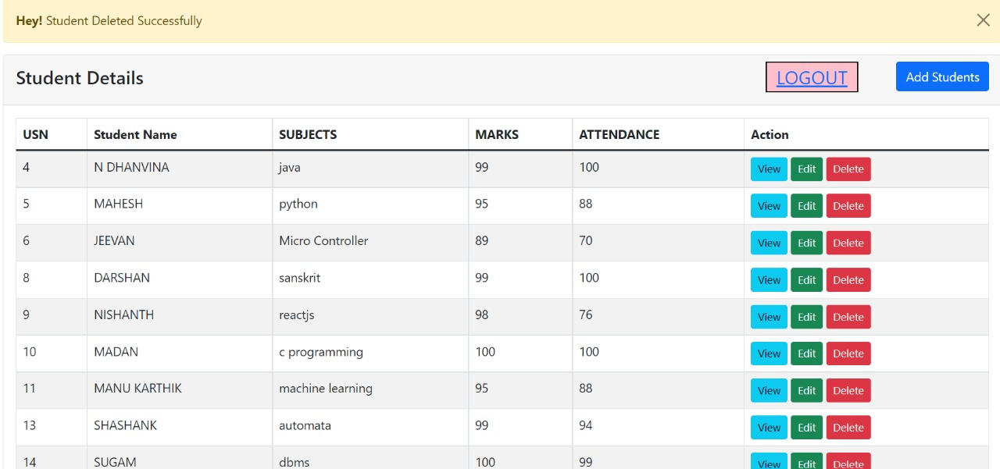 Hey! Student Deleted Successfully
Student Details LOGOUT Add Students
USN Student Name SUBJECTS MARKS ATTENDANCE Action
4 N DHANVINA java 99 100 View Edit Delete
5 MAHESH python 95 88 View Edit Delete
6 JEEVAN Micro Controller 89 70 View Edit Delete
8 DARSHAN sanskrit 99 100 View Edit Delete
9 NISHANTH reactjs 98 76 View Edit Delete
10 MADAN c programming 100 100 View Edit Delete
11 MANU KARTHIK machine learning 95 88 View Edit Delete
13 SHASHANK automata 99 94 View Edit Delete
14 SUGAM dbms 100 99 View Edit Delete